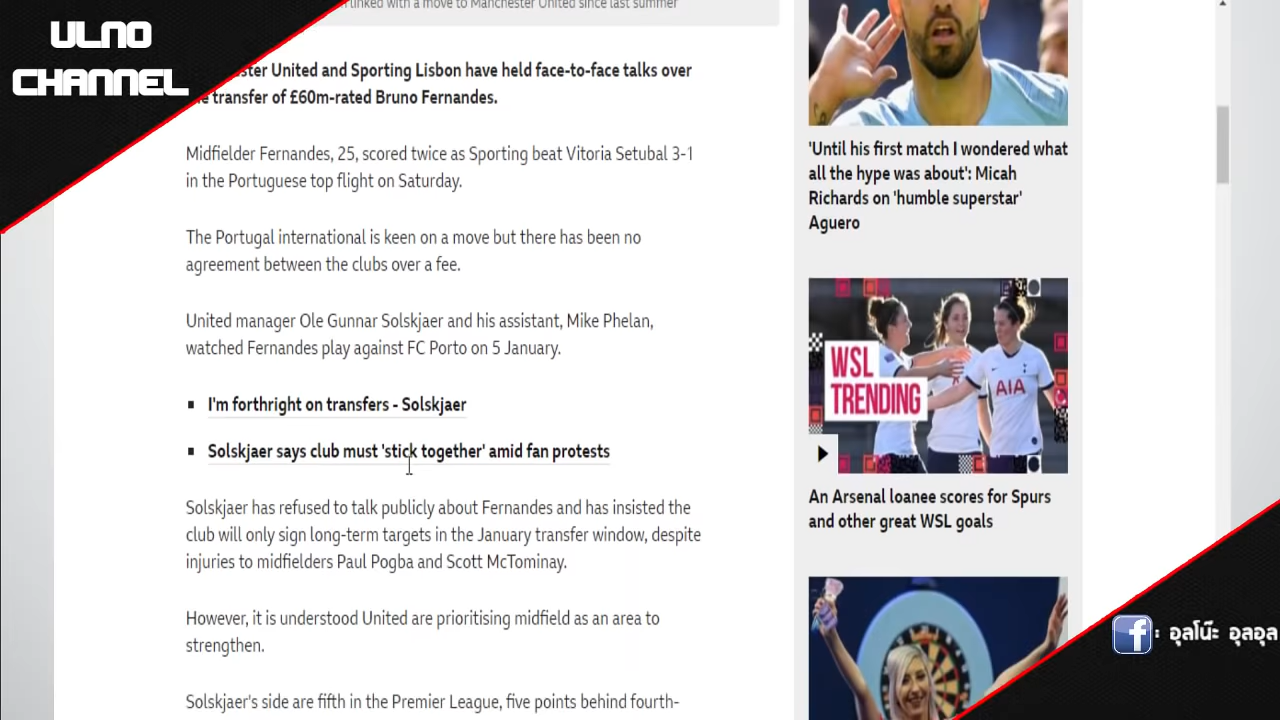 ULNO
CHANNEL
linked with a move to Manchester United since last summer
ster United and Sporting Lisbon have held face-to-face talks over
transfer of £60m-rated Bruno Fernandes.
Midfielder Fernandes, 25, scored twice as Sporting beat Vitoria Setubal 3-1
in the Portuguese top flight on Saturday.
The Portugal international is keen on a move but there has been no
agreement between the clubs over a fee.
United manager Ole Gunnar Solskjaer and his assistant, Mike Phelan,
watched Fernandes play against FC Porto on 5 January.
I'm forthright on transfers - Solskjaer
Solskjaer says club must 'stick together' amid fan protests
Solskjaer has refused to talk publicly about Fernandes and has insisted the
club will only sign long-term targets in the January transfer window, despite
injuries to midfielders Paul Pogba and Scott McTominay.
However, it is understood United are prioritising midfield as an area to
strengthen.
Solskjaer's side are fifth in the Premier League, five points behind fourth-
'Until his first match I wondered what
all the hype was about': Micah
Richards on 'humble superstar'
Aguero
WSL
TRENDING
AIA
An Arsenal loanee scores for Spurs
and other great WSL goals
f : อุลโน๊ะ อุลอุล